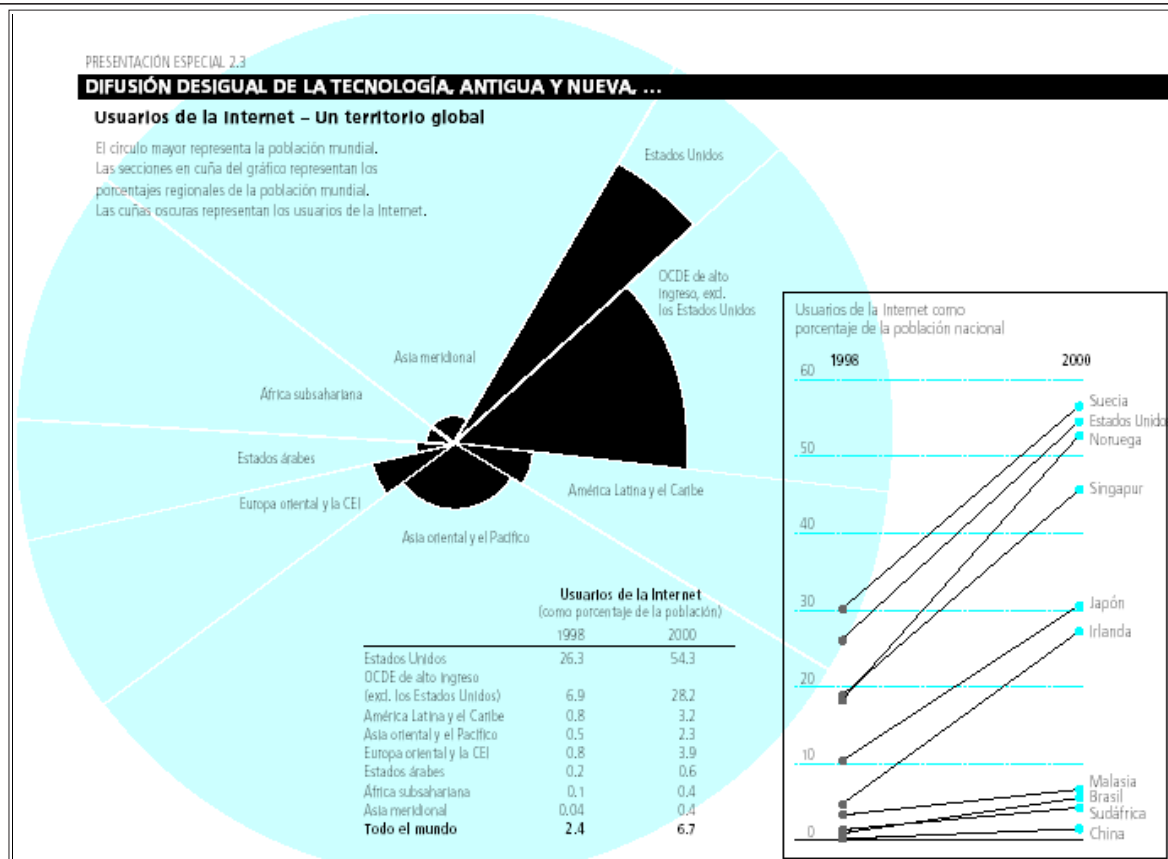 PRESENTACIÓN ESPECIAL 2.3
DIFUSIÓN DESIGUAL DE LA TECNOLOGÍA, ANTIGUA Y NUEVA, ...
Usuarios de la Internet – Un territorio global
El círculo mayor representa la población mundial.
Las secciones en cuña del gráfico representan los
porcentajes regionales de la población mundial.
Las cuñas oscuras representan los usuarios de la Internet.
Estados Unidos
OCDE de alto
ingreso, excl.
los Estados Unidos
Asia meridional
África subsahariana
Estados árabes
Europa oriental y la CEI
América Latina y el Caribe
Asia oriental y el Pacífico
Usuarios de la Internet
(como porcentaje de la población)
1998 2000
Estados Unidos 26.3 54.3
OCDE de alto ingreso
(excl. los Estados Unidos) 6.9 28.2
América Latina y el Caribe 0.8 3.2
Asia oriental y el Pacífico 0.5 2.3
Europa oriental y la CEI 0.8 3.9
Estados árabes 0.2 0.6
África subsahariana 0.1 0.4
Asia meridional 0.04 0.4
Todo el mundo 2.4 6.7
Usuarios de la Internet como
porcentaje de la población nacional
1998 2000
60
Suecia
Estados Unido
Noruega
50
Singapur
40
30
Japón
Irlanda
20
10
Malasia
Brasil
Sudáfrica
0
China